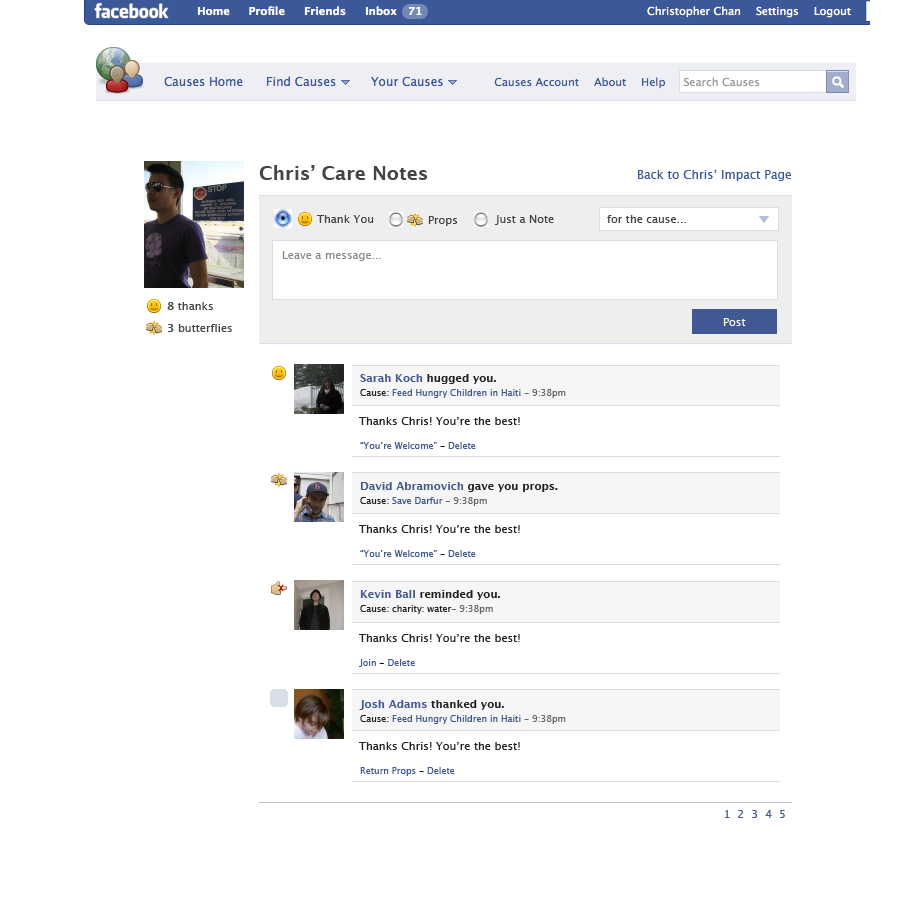 facebook Home Profile Friends Inbox 71 Christopher Chan Settings Logout
Causes Home Find Causes Your Causes Causes Account About Help Search Causes
Chris’ Care Notes Back to Chris’ Impact Page
STOP
Thank You Props Just a Note for the cause...
Leave a message...
Post
8 thanks
3 butterflies
Sarah Koch hugged you.
Cause: Feed Hungry Children in Haiti – 9:38pm
Thanks Chris! You’re the best!
“You’re Welcome” – Delete
David Abramovich gave you props.
Cause: Save Darfur – 9:38pm
Thanks Chris! You’re the best!
“You’re Welcome” – Delete
Kevin Ball reminded you.
Cause: charity: water– 9:38pm
Thanks Chris! You’re the best!
Join – Delete
Josh Adams thanked you.
Cause: Feed Hungry Children in Haiti – 9:38pm
Thanks Chris! You’re the best!
Return Props – Delete
1 2 3 4 5